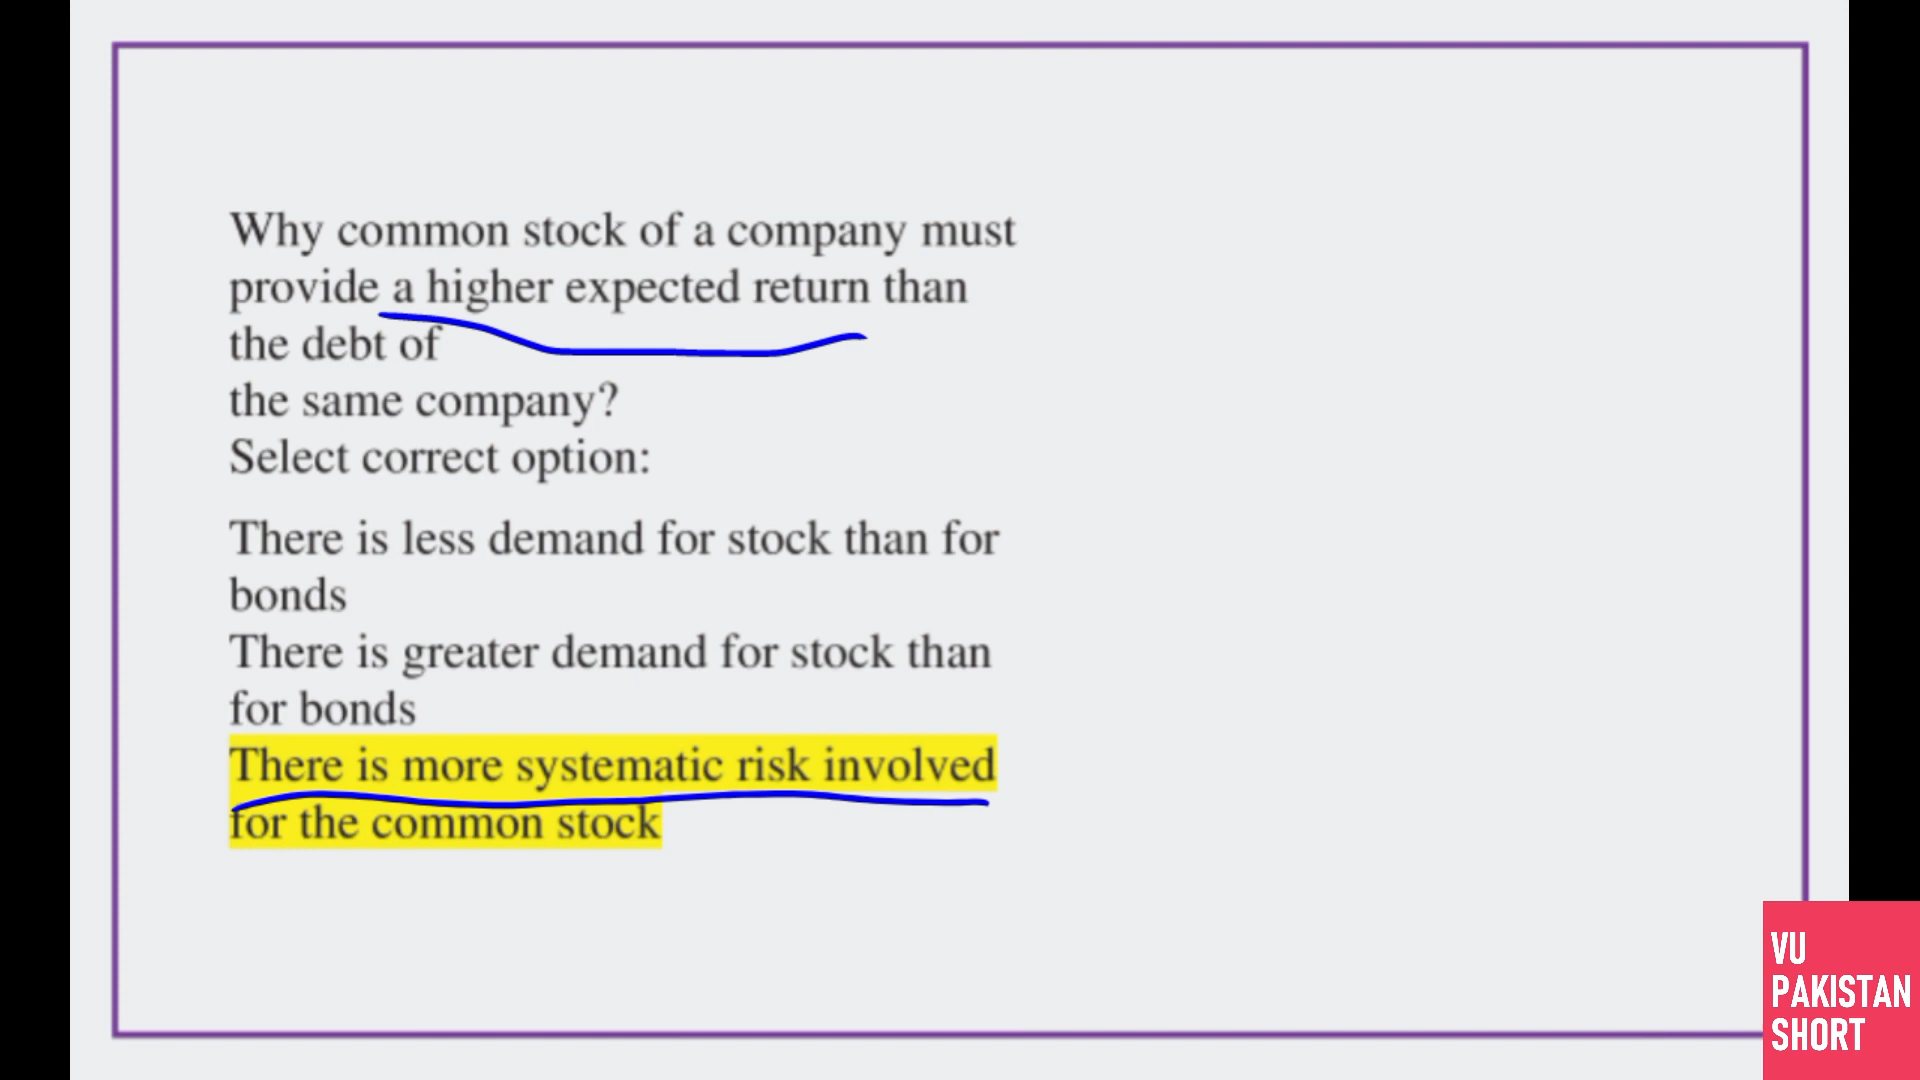 Why common stock of a company must
provide a higher expected return than
the debt of
the same company?
Select correct option:
There is less demand for stock than for
bonds
There is greater demand for stock than
for bonds
There is more systematic risk involved
for the common stock
VU
PAKISTAN
SHORT